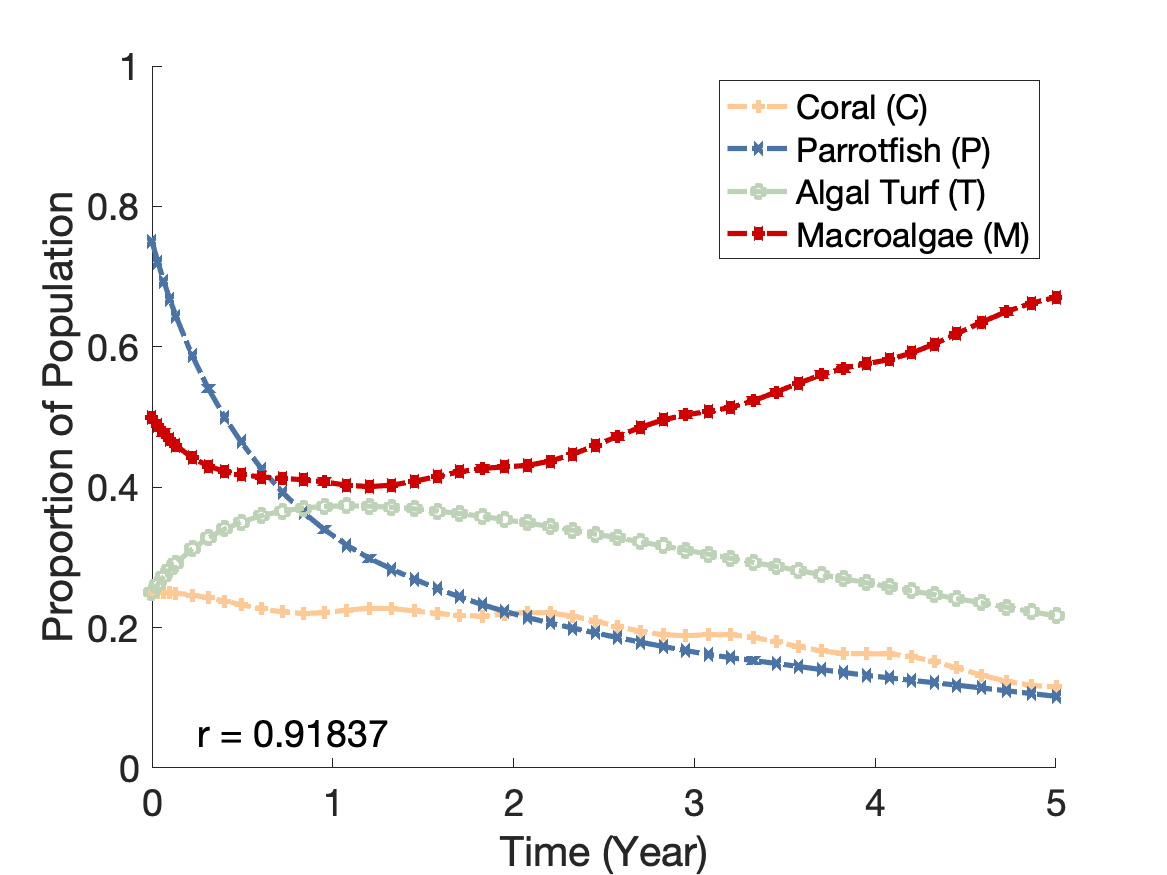 1
0.8
0.6
0.4
0.2
0
Proportion of Population
Coral (C)
Parrotfish (P)
Algal Turf (T)
Macroalgae (M)
r = 0.91837
0 1 2 3 4 5
Time (Year)